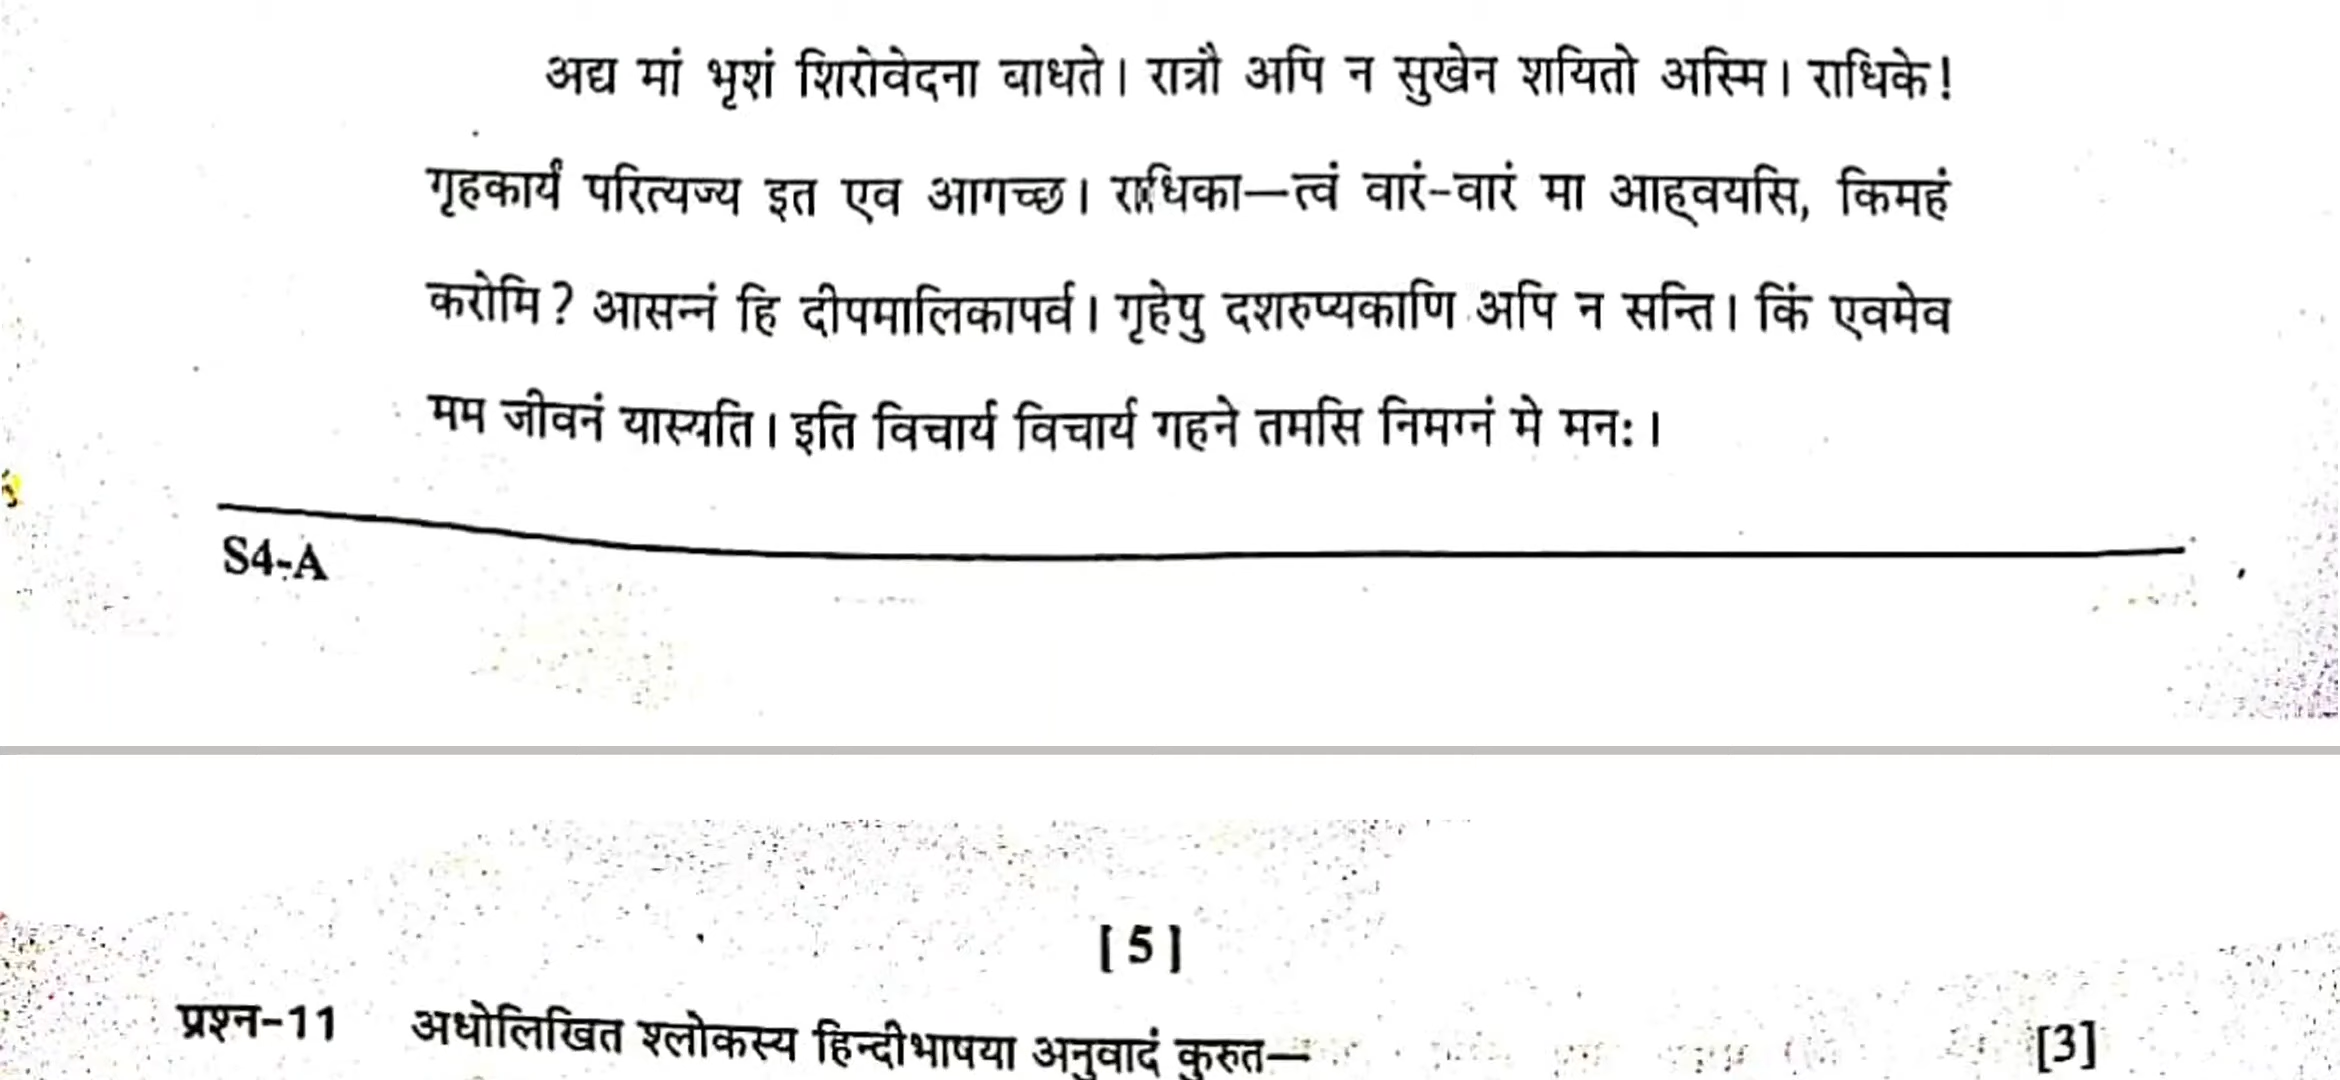 अद्य मां भृशं शिरोवेदना बाधते। रात्रौ अपि न सुखेन शयितो अस्मि। राधिके!
गृहकार्यं परित्यज्य इत एव आगच्छ। राधिका—त्वं वारं-वारं मा आह्वयसि, किमहं
करोमि? आसन्नं हि दीपमालिकापर्व। गृहेषु दशरुप्यकाणि अपि न सन्ति। किं एवमेव
मम जीवनं यास्यति। इति विचार्य विचार्य गहने तमसि निमग्नं मे मनः।
S4-A
[5]
प्रश्न-11 अधोलिखित श्लोकस्य हिन्दीभाषया अनुवादं कुरुत— [3]